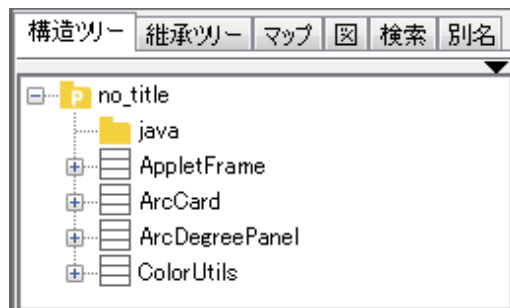 構造ツリー 継承ツリー マップ 図 検索 別名
P no_title
java
AppletFrame
ArcCard
ArcDegreePanel
ColorUtils